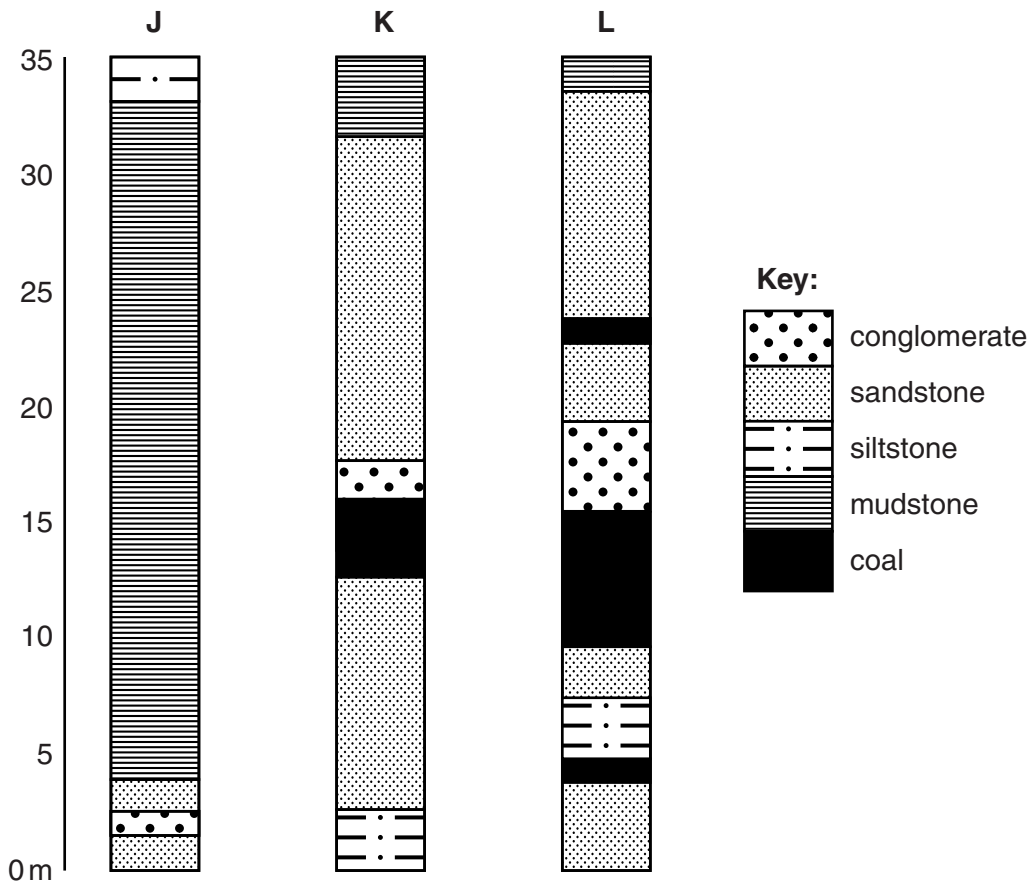 J K L
35
30
25
20
15
10
5
0 m
Key:
conglomerate
sandstone
siltstone
mudstone
coal